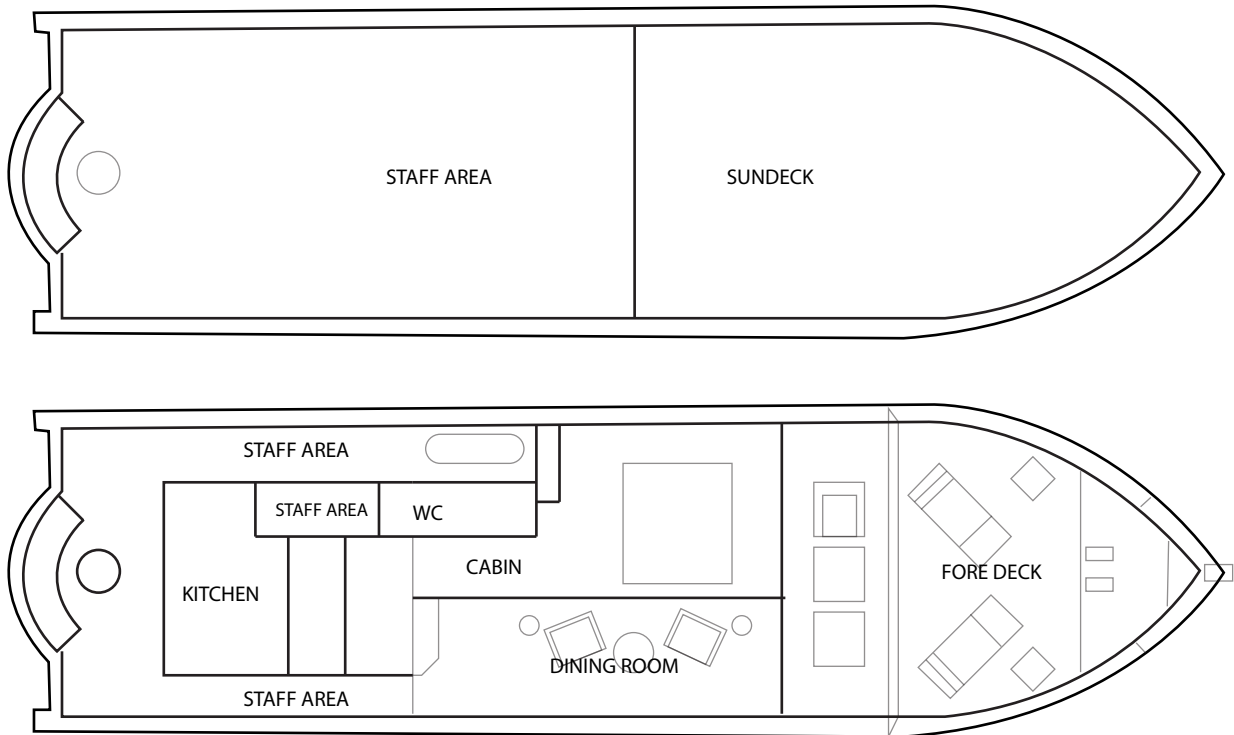 STAFF AREA
SUNDECK
STAFF AREA
STAFF AREA
WC
CABIN
FORE DECK
KITCHEN
DINING ROOM
STAFF AREA